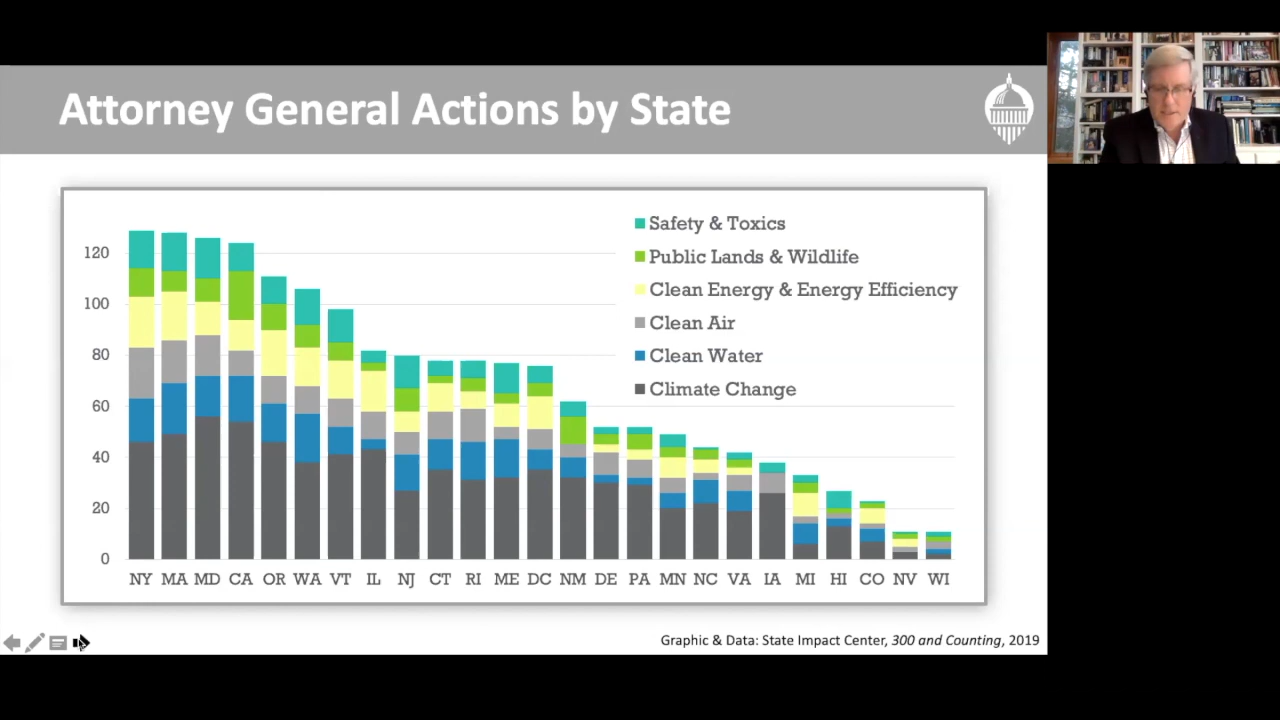 Attorney General Actions by State
Safety & Toxics
Public Lands & Wildlife
Clean Energy & Energy Efficiency
Clean Air
Clean Water
Climate Change
120
100
80
60
40
20
0
NY MA MD CA OR WA VT IL NJ CT RI ME DC NM DE PA MN NC VA IA MI HI CO NV WI
Graphic & Data: State Impact Center, 300 and Counting, 2019